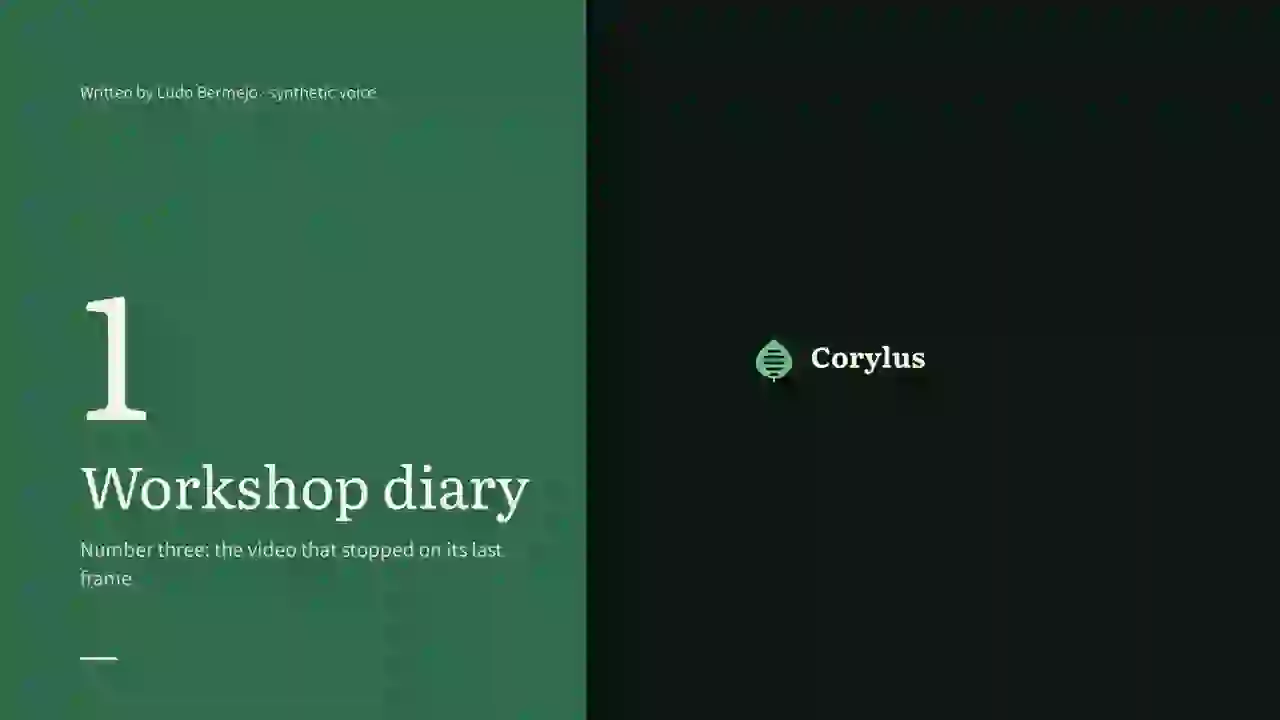 Written by Ludo Bermejo · synthetic voice
1
Workshop diary
Number three: the video that stopped on its last
frame
Corylus